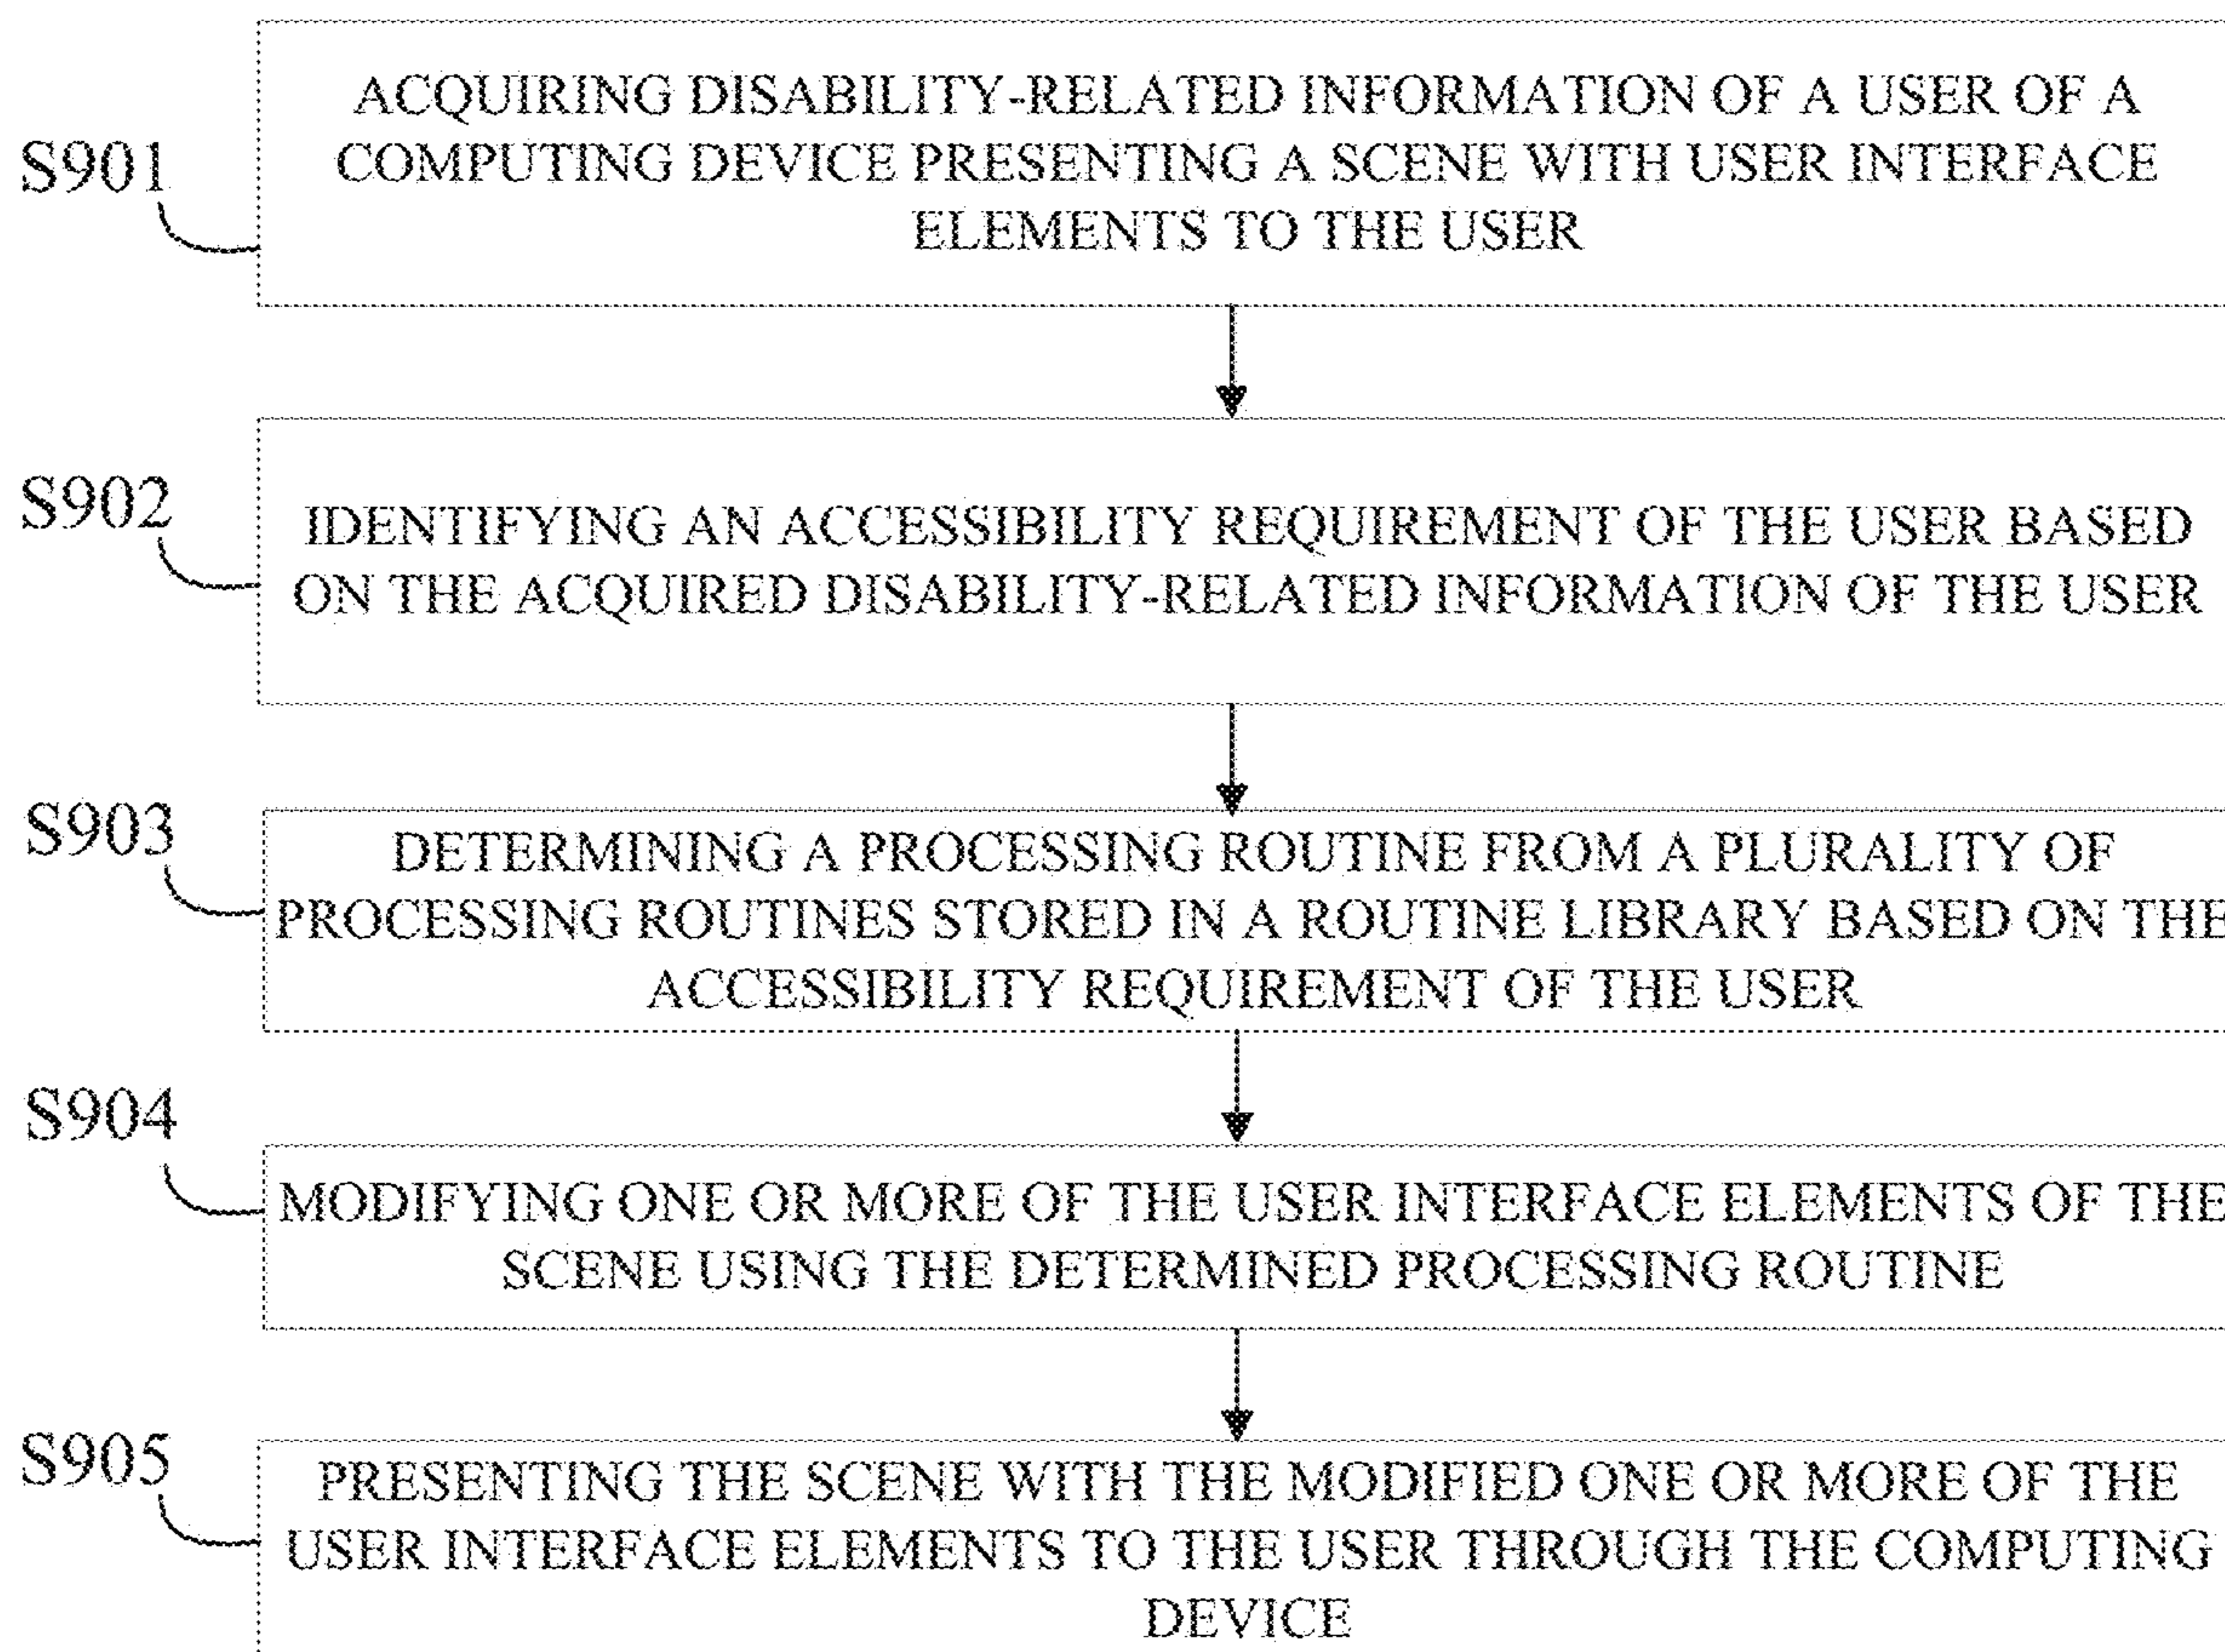 S901
ACQUIRING DISABILITY-RELATED INFORMATION OF A USER OF A
COMPUTING DEVICE PRESENTING A SCENE WITH USER INTERFACE
ELEMENTS TO THE USER
S902
IDENTIFYING AN ACCESSIBILITY REQUIREMENT OF THE USER BASED
ON THE ACQUIRED DISABILITY-RELATED INFORMATION OF THE USER
S903
DETERMINING A PROCESSING ROUTINE FROM A PLURALITY OF
PROCESSING ROUTINES STORED IN A ROUTINE LIBRARY BASED ON THE
ACCESSIBILITY REQUIREMENT OF THE USER
S904
MODIFYING ONE OR MORE OF THE USER INTERFACE ELEMENTS OF THE
SCENE USING THE DETERMINED PROCESSING ROUTINE
S905
PRESENTING THE SCENE WITH THE MODIFIED ONE OR MORE OF THE
USER INTERFACE ELEMENTS TO THE USER THROUGH THE COMPUTING
DEVICE